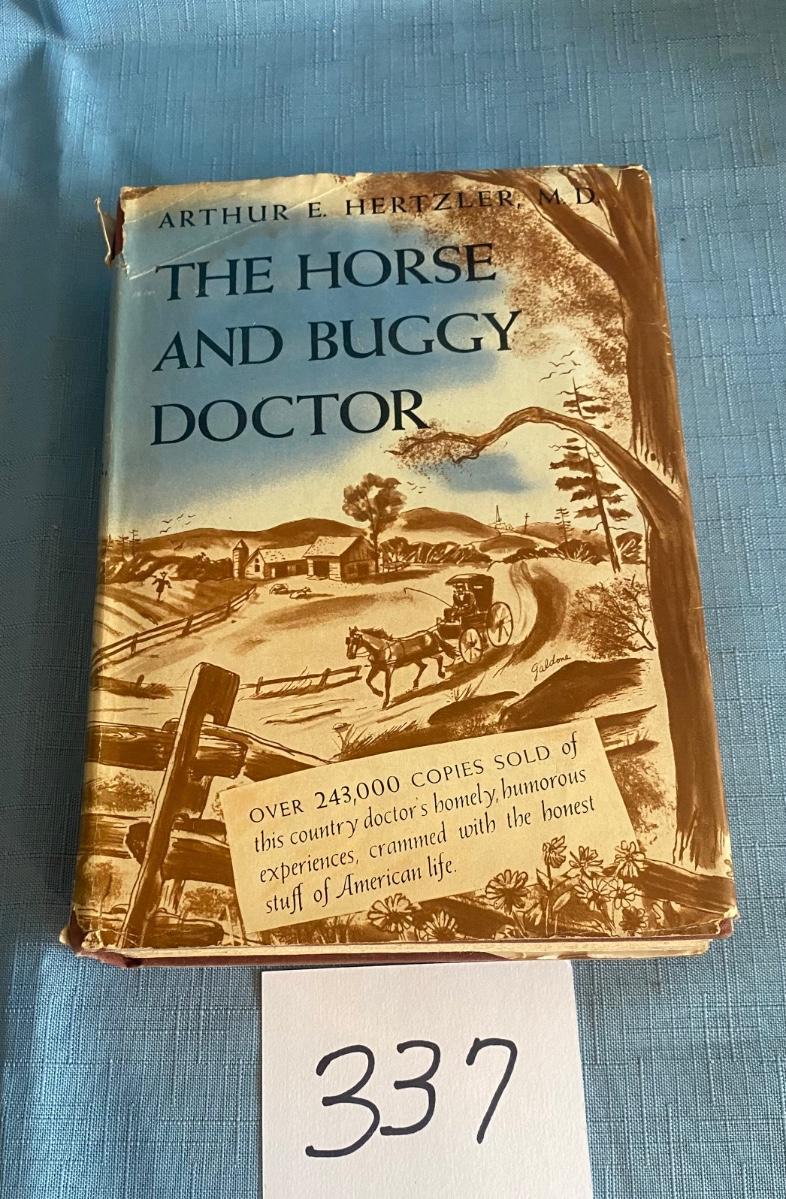 ARTHUR E. HERTZLER, M.D.
THE HORSE
AND BUGGY
DOCTOR
galdone
OVER 243,000 COPIES SOLD of
this country doctor's homely, humorous
experiences, crammed with the honest
stuff of American life.
337